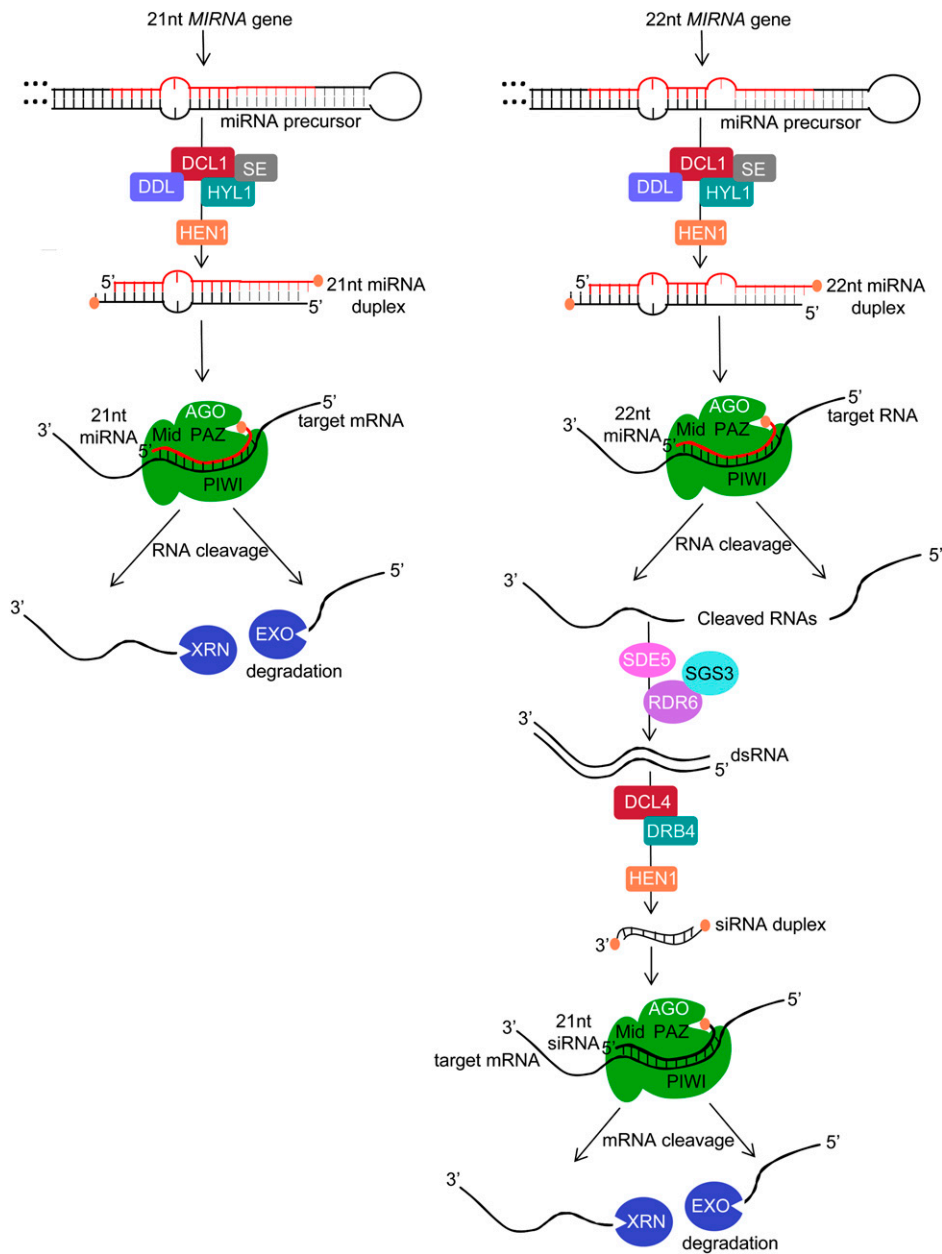 21nt MIRNA gene
miRNA precursor
DCL1
SE
DDL
HYL1
HEN1
5’
21nt miRNA
duplex
5’
5’
AGO
target mRNA
21nt
miRNA
3’
Mid PAZ
5’
PIWI
RNA cleavage
5’
3’
EXO
XRN
degradation
22nt MIRNA gene
miRNA precursor
DCL1
SE
DDL
HYL1
HEN1
5’
22nt miRNA
duplex
5’
5’
AGO
target RNA
22nt
miRNA
3’
Mid PAZ
5’
PIWI
RNA cleavage
5’
3’
Cleaved RNAs
SDE5
SGS3
RDR6
3’
dsRNA
5’
DCL4
DRB4
HEN1
siRNA duplex
3’
5’
AGO
3’
21nt
siRNA
Mid PAZ
5’
target mRNA
PIWI
mRNA cleavage
5’
3’
EXO
XRN
degradation